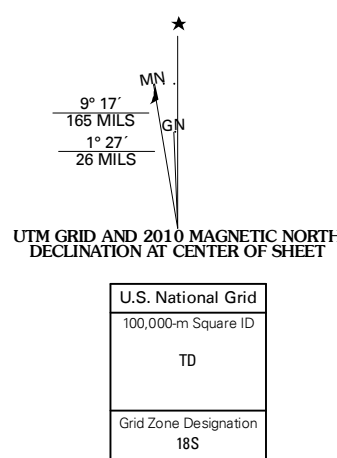 ★
MN
9° 17´
165 MILS
GN
1° 27´
26 MILS
UTM GRID AND 2010 MAGNETIC NORTH
DECLINATION AT CENTER OF SHEET
U.S. National Grid
100,000-m Square ID
TD
Grid Zone Designation
18S